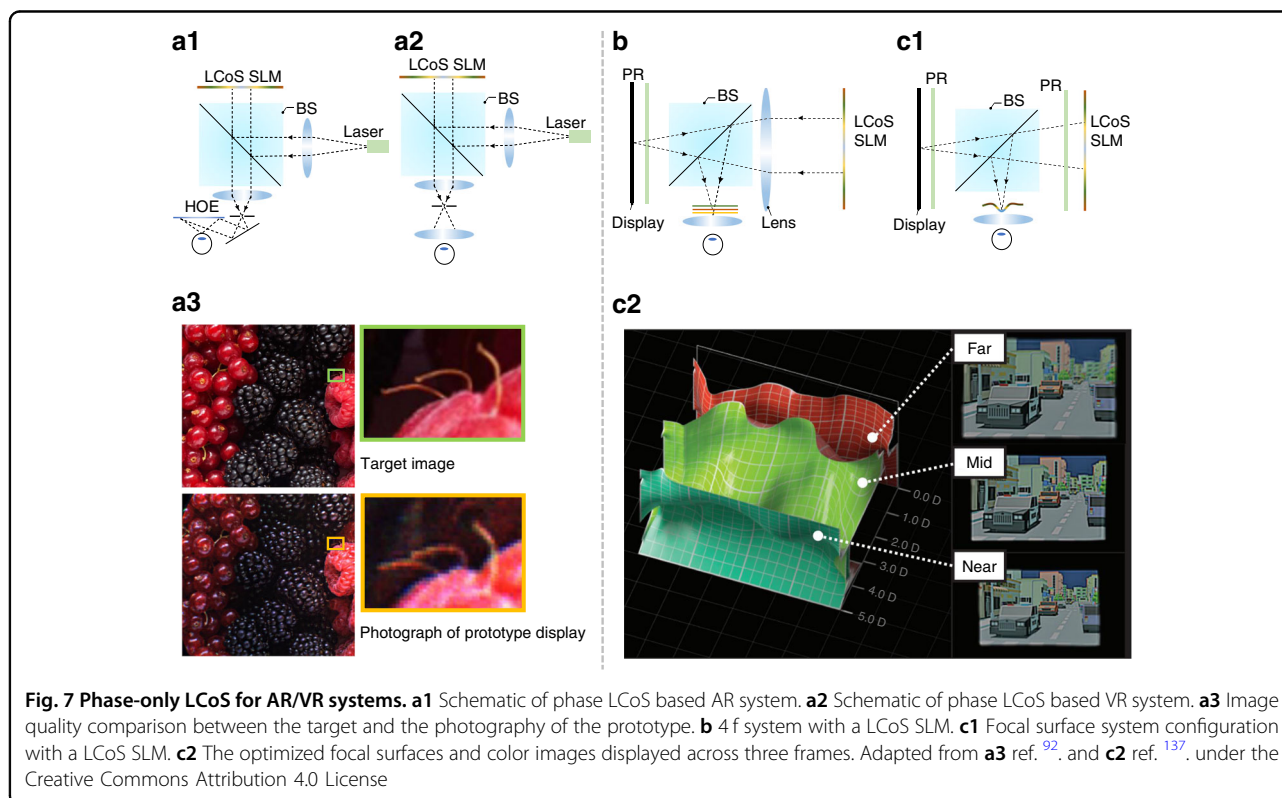 a1
LCoS SLM
BS
Laser
HOE
a2
LCoS SLM
BS
Laser
b
PR
BS
LCoS
SLM
Display
Lens
c1
PR
PR
BS
LCoS
SLM
Display
a3
Target image
Photograph of prototype display
c2
Far
Mid
Near
0.0 D
1.0 D
2.0 D
3.0 D
4.0 D
5.0 D
Fig. 7 Phase-only LCoS for AR/VR systems. a1 Schematic of phase LCoS based AR system. a2 Schematic of phase LCoS based VR system. a3 Image
quality comparison between the target and the photography of the prototype. b 4 f system with a LCoS SLM. c1 Focal surface system configuration
with a LCoS SLM. c2 The optimized focal surfaces and color images displayed across three frames. Adapted from a3 ref. 92. and c2 ref. 137. under the
Creative Commons Attribution 4.0 License